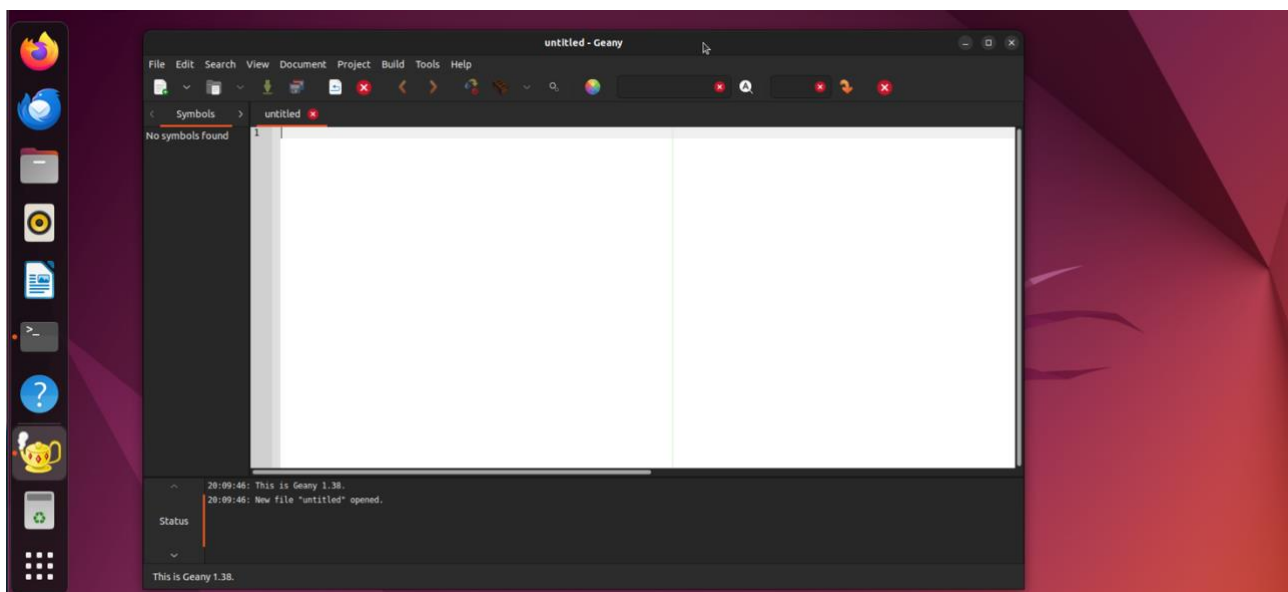 untitled - Geany
File Edit Search View Document Project Build Tools Help
Symbols
untitled
No symbols found
1
20:09:46: This is Geany 1.38.
20:09:46: New file "untitled" opened.
Status
This is Geany 1.38.